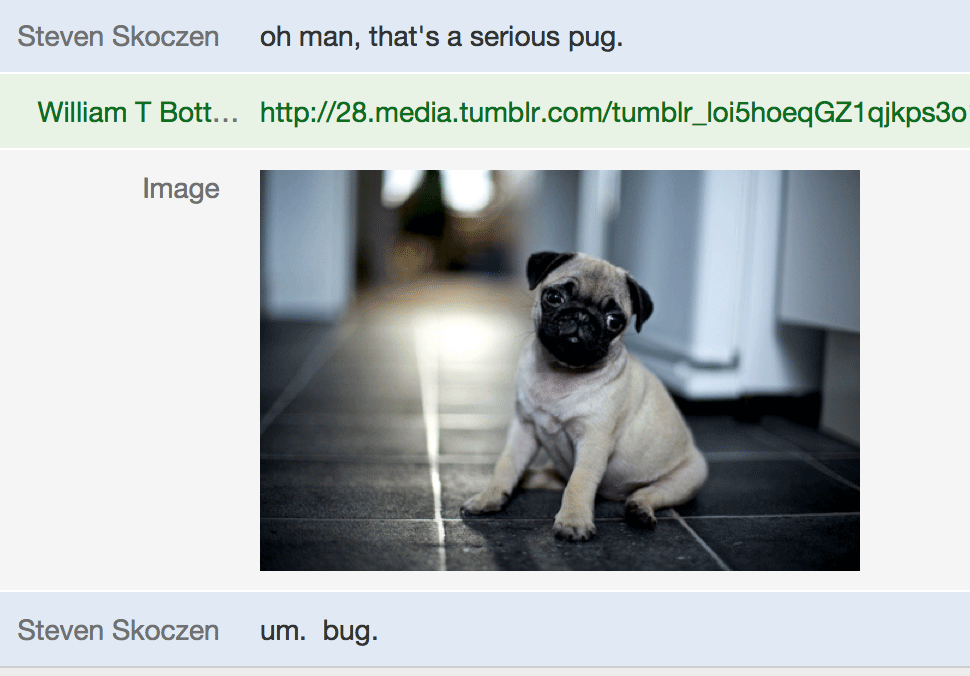 Steven Skoczen oh man, that's a serious pug.
William T Bott… http://28.media.tumblr.com/tumblr_loi5hoeqGZ1qjkps3o
Image
Steven Skoczen um.  bug.